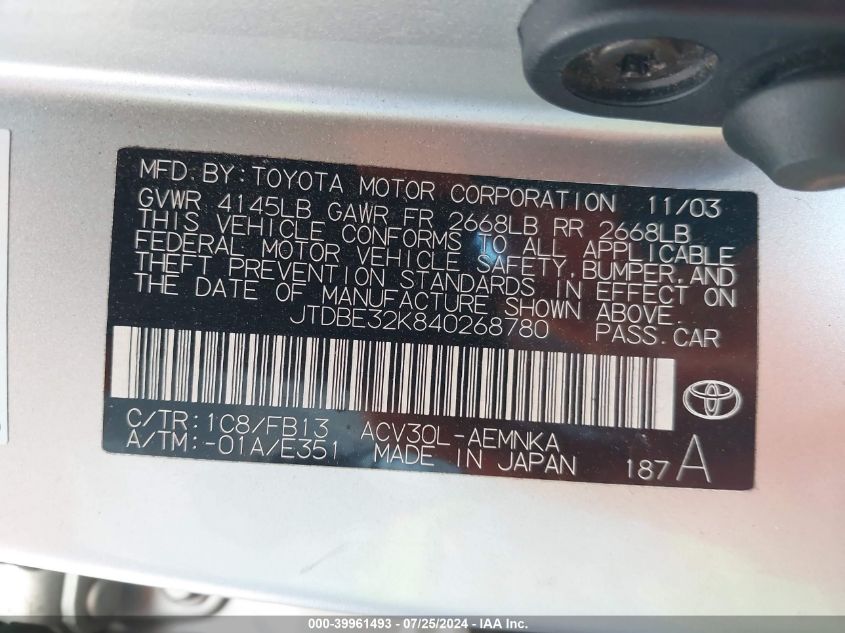 MFD. BY: TOYOTA MOTOR CORPORATION 11/03
GVWR 4145LB GAWR FR 2668LB RR 2668LB
THIS VEHICLE CONFORMS TO ALL APPLICABLE
FEDERAL MOTOR VEHICLE SAFETY, BUMPER, AND
THEFT PREVENTION STANDARDS IN EFFECT ON
THE DATE OF MANUFACTURE SHOWN ABOVE.
JTDBE32K840268780 PASS. CAR
C/TR: 1C8/FB13 ACV30L-AEMNKA
A/TM: -01A/E351 MADE IN JAPAN 187 A
000-39961493 - 07/25/2024 - IAA Inc.